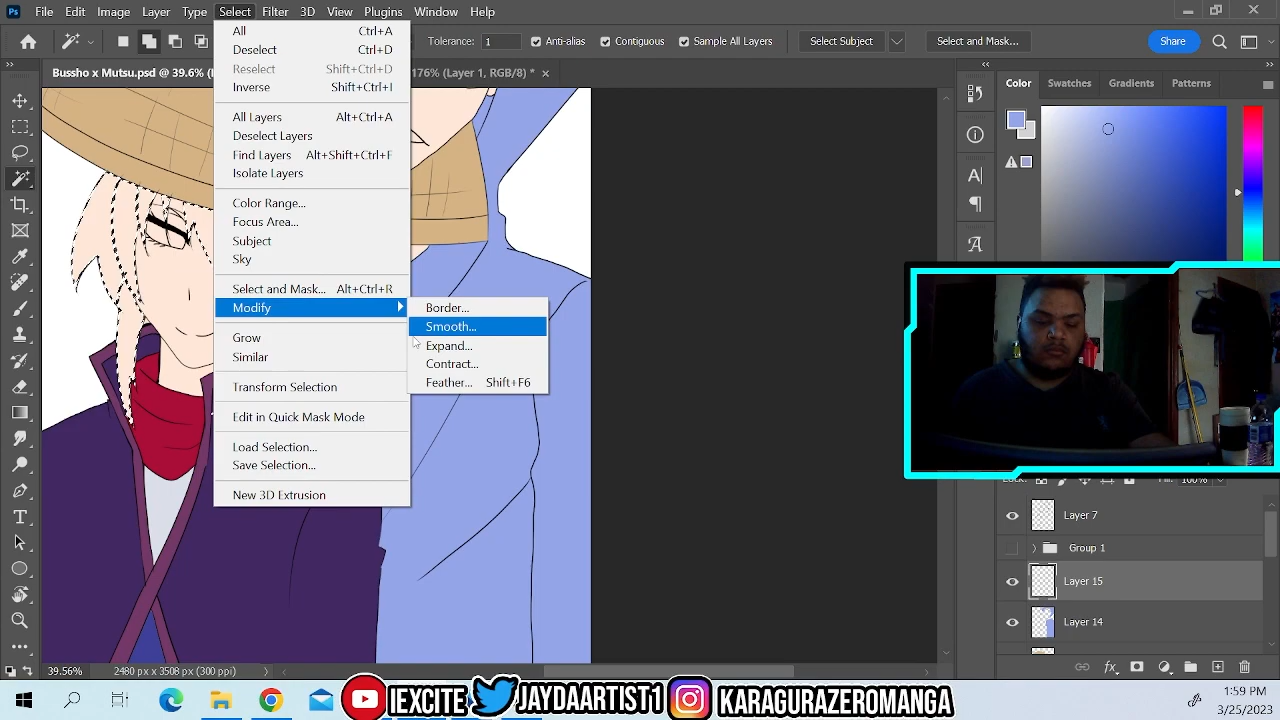 Ps File Edit Image Layer Type Select Filter 3D View Plugins Window Help
Tolerance: 1 Anti-alias Contiguous Sample All Layers Select Subject Select and Mask... Share
Bussho x Mutsu.psd @ 39.6% 176% (Layer 1, RGB/8) * ×
All Ctrl+A
Deselect Ctrl+D
Reselect Shift+Ctrl+D
Inverse Shift+Ctrl+I
All Layers Alt+Ctrl+A
Deselect Layers
Find Layers Alt+Shift+Ctrl+F
Isolate Layers
Color Range...
Focus Area...
Subject
Sky
Select and Mask... Alt+Ctrl+R
Modify
Grow
Similar
Transform Selection
Edit in Quick Mask Mode
Load Selection...
Save Selection...
New 3D Extrusion
Border...
Smooth...
Expand...
Contract...
Feather... Shift+F6
Color Swatches Gradients Patterns
Lock: Fill: 100%
Layer 7
Group 1
Layer 15
Layer 14
39.56% 2480 px x 3508 px (300 ppi)
IEXCITE JAYDAARTIST1 KARAGURAZEROMANGA
1:59 PM
3/25/2023